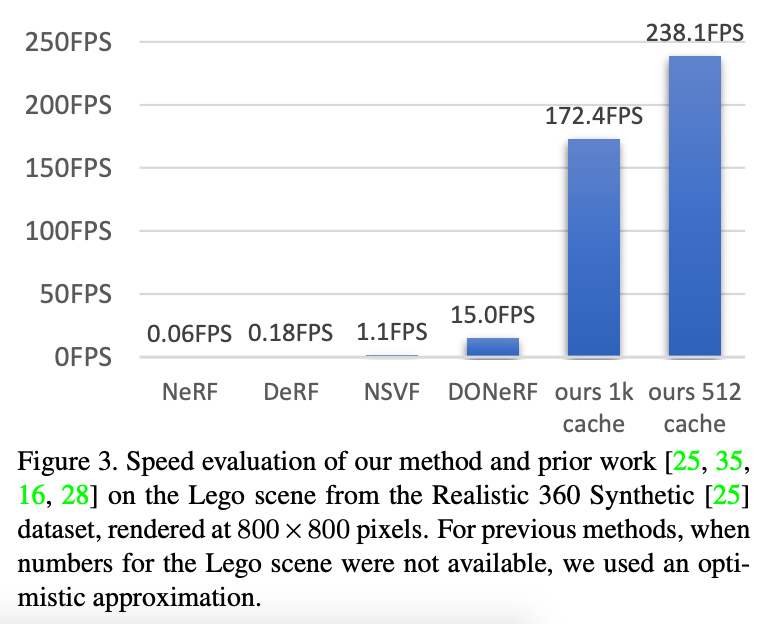 250FPS
238.1FPS
200FPS
172.4FPS
150FPS
100FPS
50FPS
15.0FPS
0.06FPS 0.18FPS 1.1FPS
0FPS
NeRF DeRF NSVF DONeRF ours 1k ours 512
cache cache
Figure 3. Speed evaluation of our method and prior work [25, 35,
16, 28] on the Lego scene from the Realistic 360 Synthetic [25]
dataset, rendered at 800 × 800 pixels. For previous methods, when
numbers for the Lego scene were not available, we used an opti-
mistic approximation.